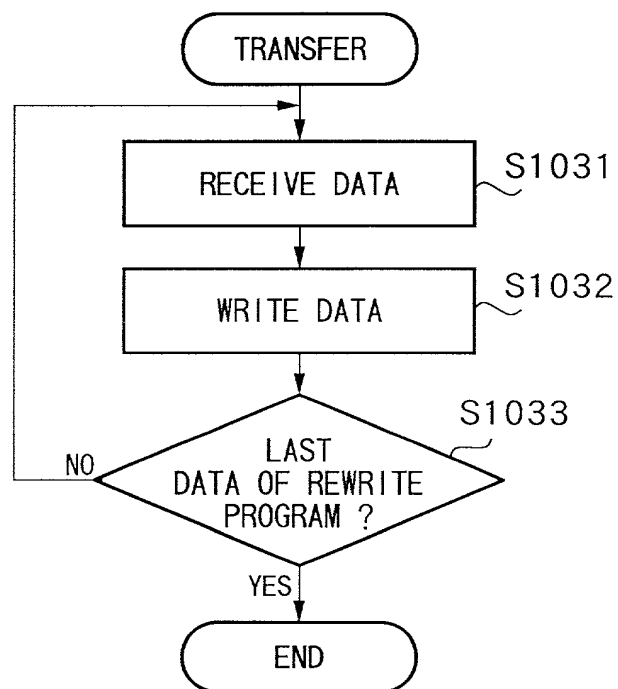 TRANSFER
RECEIVE DATA
S1031
WRITE DATA
S1032
S1033
LAST
DATA OF REWRITE
PROGRAM ?
NO
YES
END